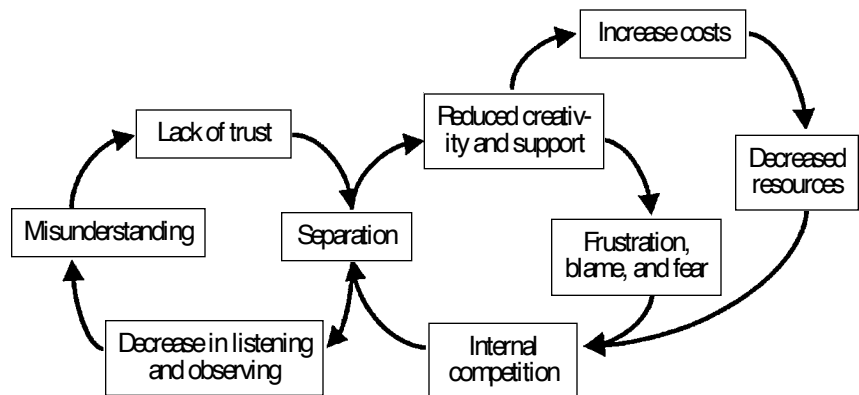 Increase costs
Reduced creativ-
ity and support
Lack of trust
Decreased
resources
Misunderstanding
Separation
Frustration,
blame, and fear
Decrease in listening
and observing
Internal
competition